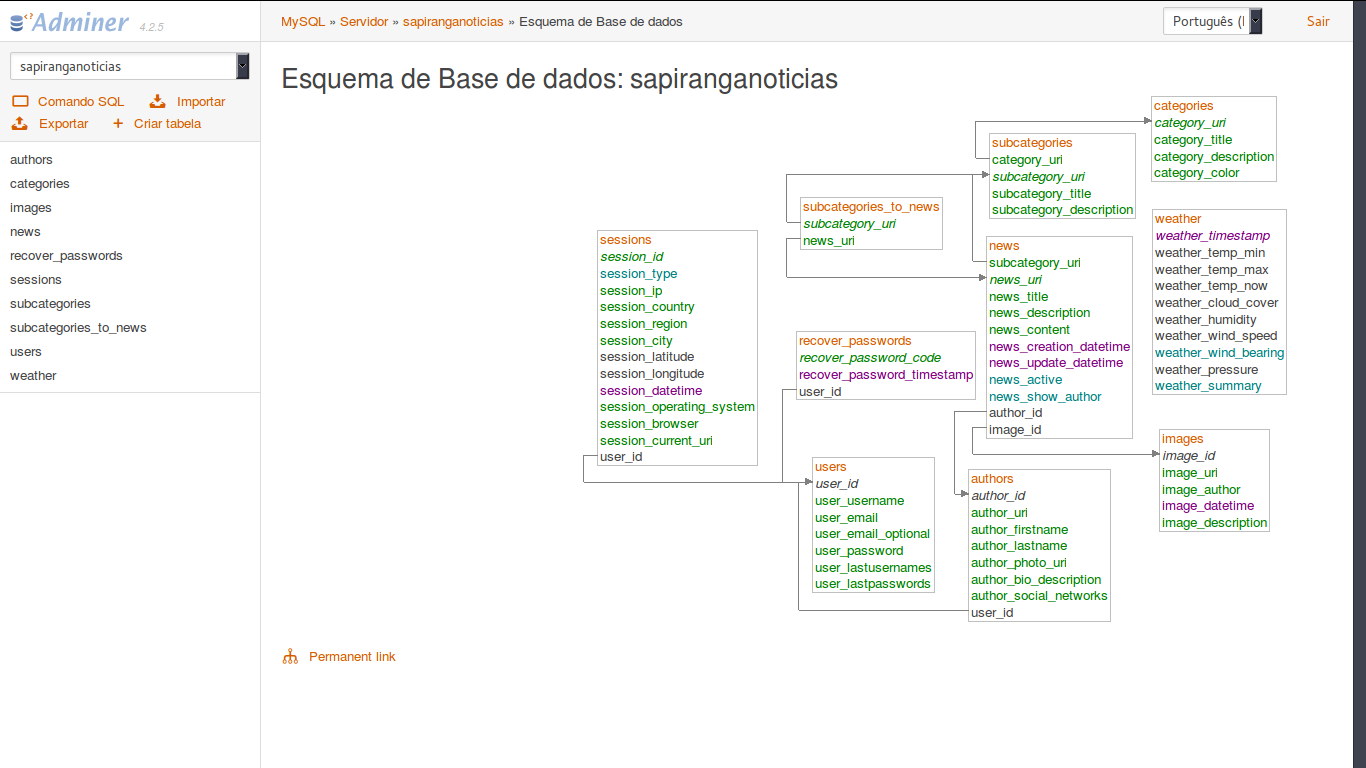 Adminer 4.2.5
MySQL » Servidor » sapiranganoticias » Esquema de Base de dados
Português (
Sair
sapiranganoticias
Comando SQL
Importar
Exportar
+ Criar tabela
authors
categories
images
news
recover_passwords
sessions
subcategories
subcategories_to_news
users
weather
Esquema de Base de dados: sapiranganoticias
sessions
session_id
session_type
session_ip
session_country
session_region
session_city
session_latitude
session_longitude
session_datetime
session_operating_system
session_browser
session_current_uri
user_id
subcategories_to_news
subcategory_uri
news_uri
recover_passwords
recover_password_code
recover_password_timestamp
user_id
users
user_id
user_username
user_email
user_email_optional
user_password
user_lastusernames
user_lastpasswords
subcategories
category_uri
subcategory_uri
subcategory_title
subcategory_description
news
subcategory_uri
news_uri
news_title
news_description
news_content
news_creation_datetime
news_update_datetime
news_active
news_show_author
author_id
image_id
authors
author_id
author_uri
author_firstname
author_lastname
author_photo_uri
author_bio_description
author_social_networks
user_id
categories
category_uri
category_title
category_description
category_color
weather
weather_timestamp
weather_temp_min
weather_temp_max
weather_temp_now
weather_cloud_cover
weather_humidity
weather_wind_speed
weather_wind_bearing
weather_pressure
weather_summary
images
image_id
image_uri
image_author
image_datetime
image_description
Permanent link